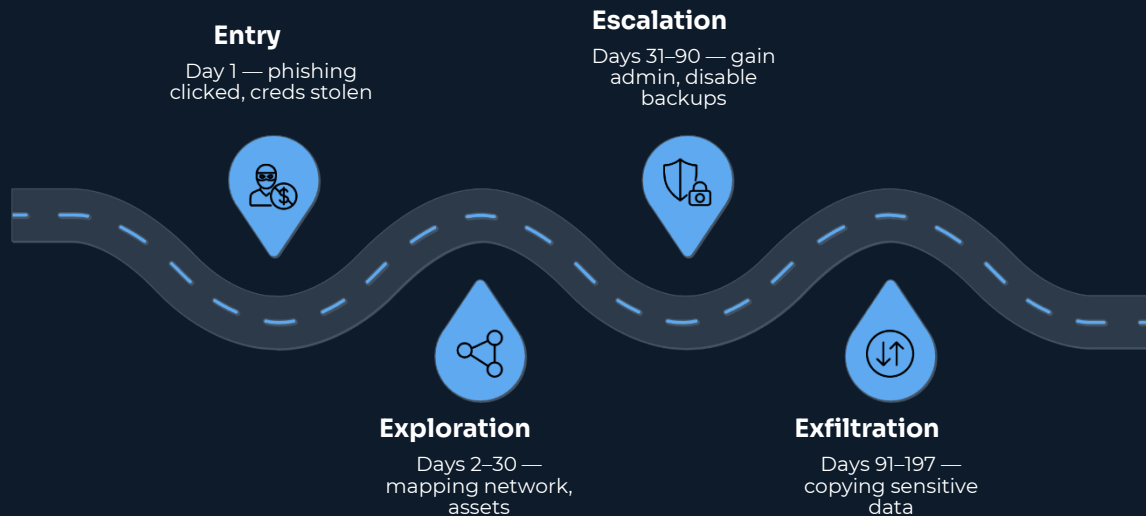 Entry
Day 1 — phishing
clicked, creds stolen
Exploration
Days 2–30 —
mapping network,
assets
Escalation
Days 31–90 — gain
admin, disable
backups
Exfiltration
Days 91–197 —
copying sensitive
data